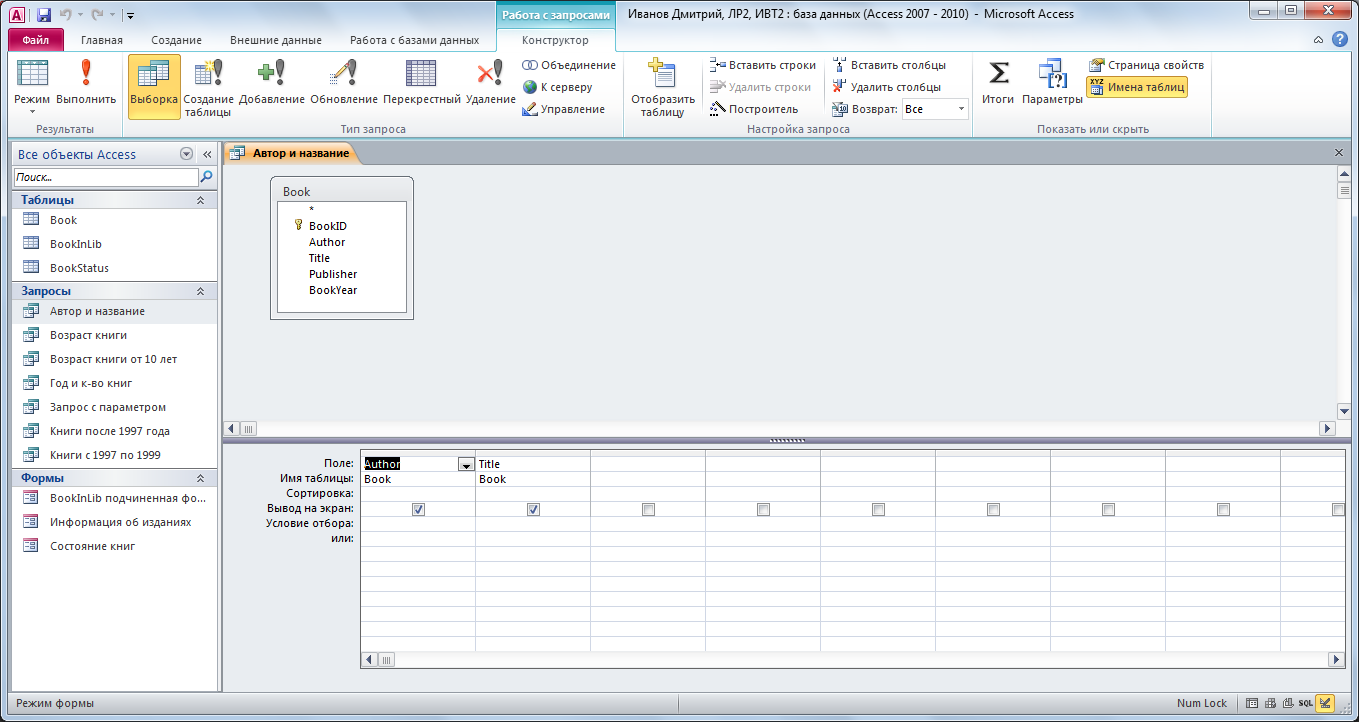 Работа с запросами
Иванов Дмитрий, ЛР2, ИВТ2 : база данных (Access 2007 - 2010) - Microsoft Access
Файл
Главная
Создание
Внешние данные
Работа с базами данных
Конструктор
Режим
Выполнить
Результаты
Выборка
Создание таблицы
Добавление
Обновление
Перекрестный
Удаление
Объединение
К серверу
Управление
Тип запроса
Отобразить таблицу
Вставить строки
Удалить строки
Построитель
Вставить столбцы
Удалить столбцы
Возврат: Все
Настройка запроса
Итоги
Параметры
Страница свойств
XYZ
Имена таблиц
Показать или скрыть
Все объекты Access
Поиск...
Таблицы
Book
BookInLib
BookStatus
Запросы
Автор и название
Возраст книги
Возраст книги от 10 лет
Год и к-во книг
Запрос с параметром
Книги после 1997 года
Книги с 1997 по 1999
Формы
BookInLib подчиненная фо...
Информация об изданиях
Состояние книг
Автор и название
Book
*
BookID
Author
Title
Publisher
BookYear
Поле: Author Title
Имя таблицы: Book Book
Сортировка:
Вывод на экран:
Условие отбора:
или:
Режим формы
Num Lock
SQL